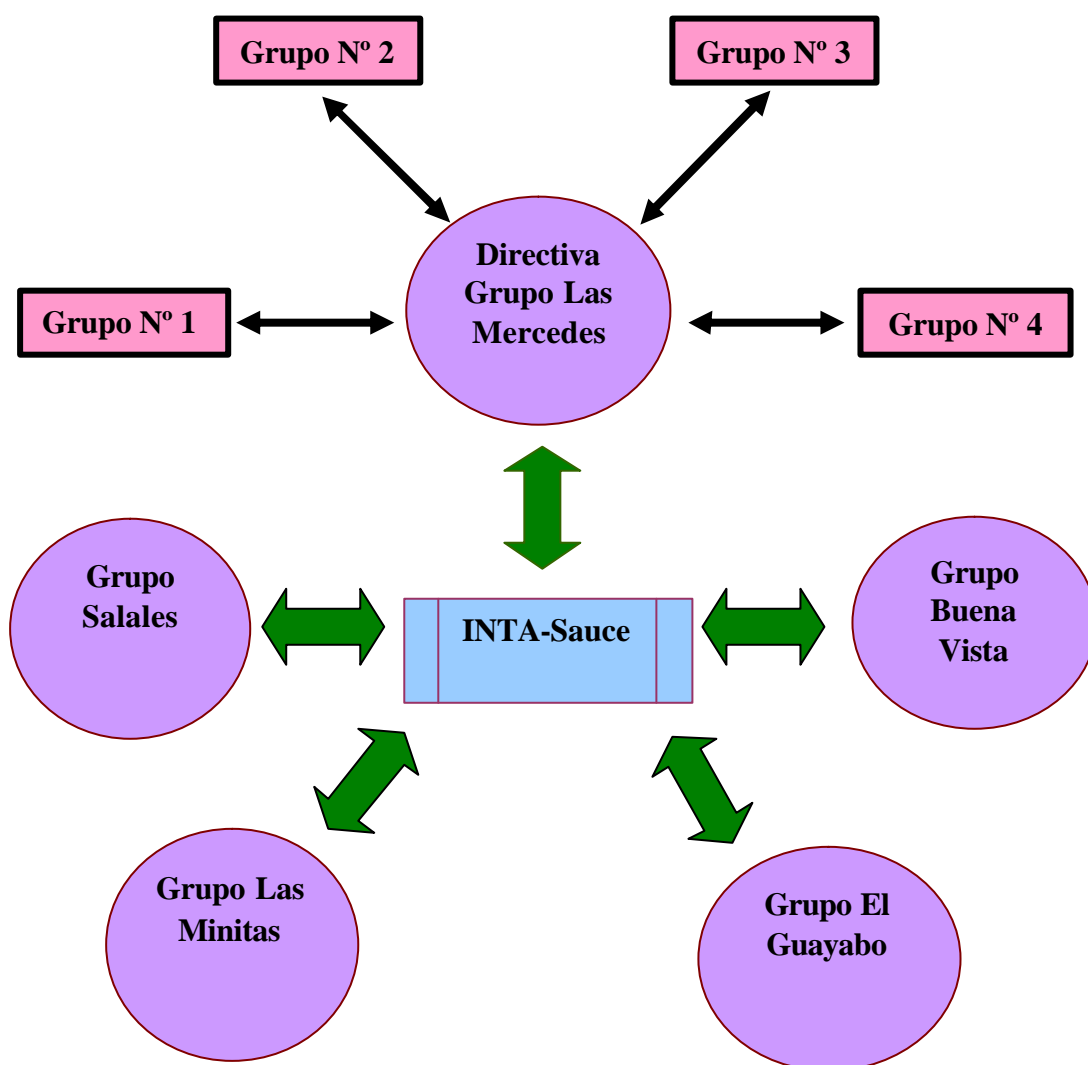 Grupo Nº 2
Grupo Nº 3
Directiva
Grupo Las
Mercedes
Grupo Nº 1
Grupo Nº 4
Grupo
Salales
INTA-Sauce
Grupo
Buena
Vista
Grupo Las
Minitas
Grupo El
Guayabo